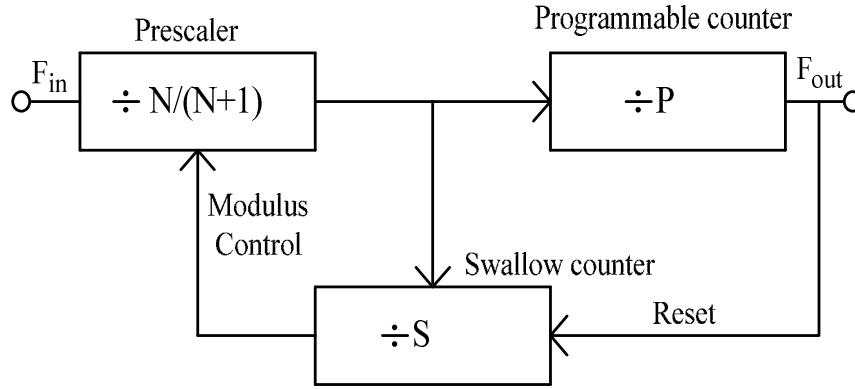 Prescaler
Programmable counter
F_in
÷ N/(N+1)
÷P
F_out
Modulus
Control
Swallow counter
÷S
Reset